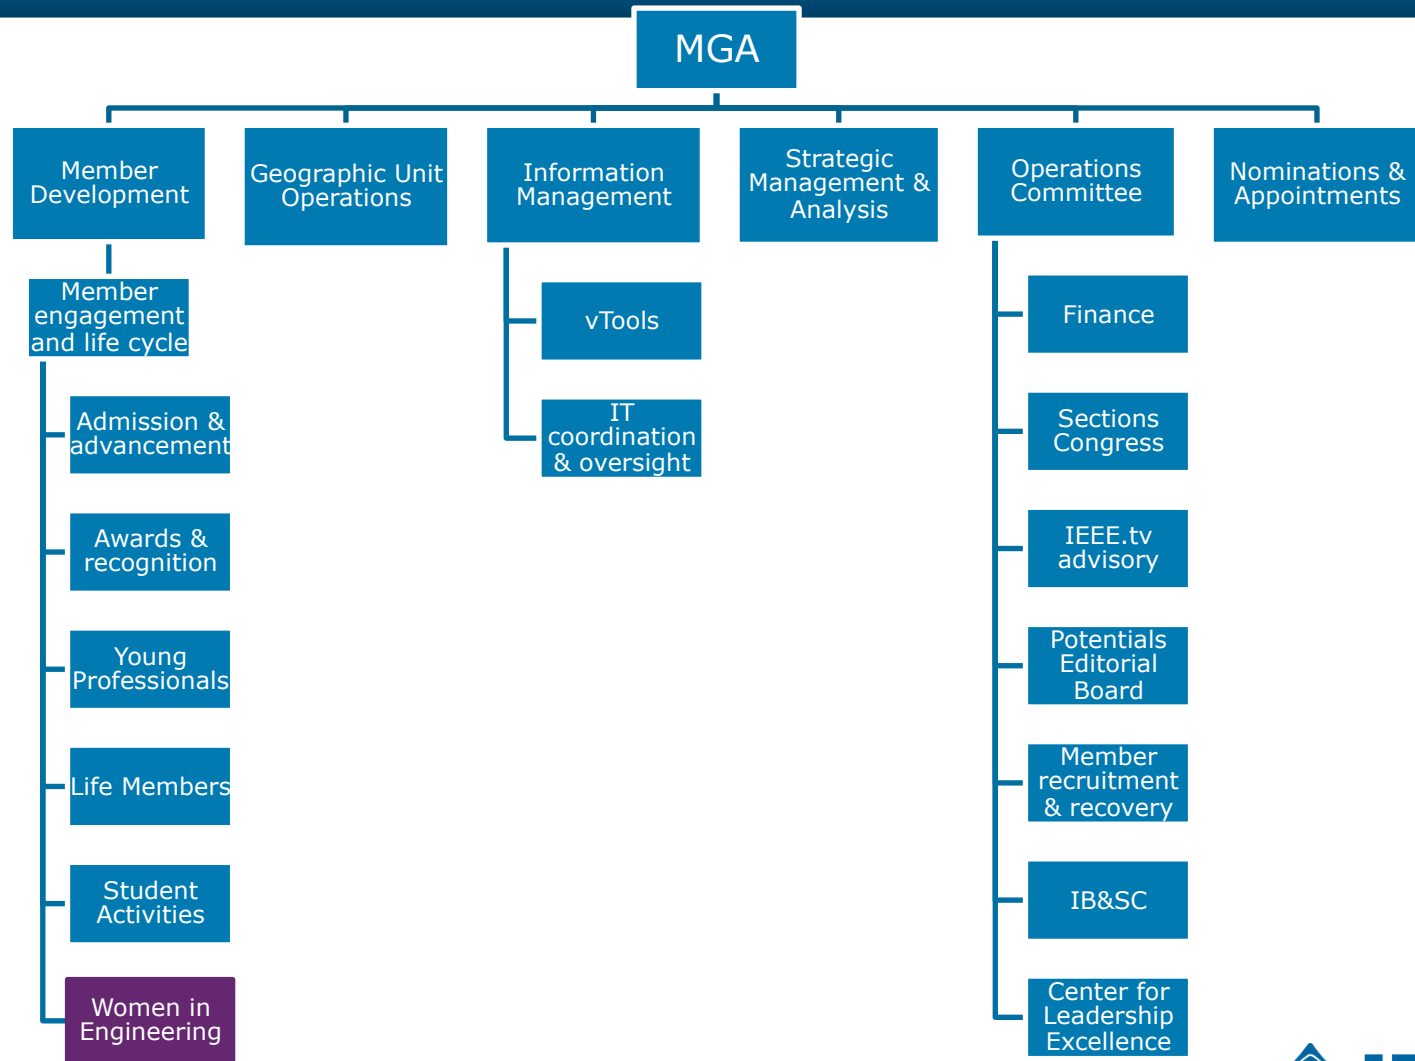 MGA
Member
Development
Geographic Unit
Operations
Information
Management
Strategic
Management &
Analysis
Operations
Committee
Nominations &
Appointments
Member
engagement
and life cycle
Admission &
advancement
Awards &
recognition
Young
Professionals
Life Members
Student
Activities
Women in
Engineering
vTools
IT
coordination
& oversight
Finance
Sections
Congress
IEEE.tv
advisory
Potentials
Editorial
Board
Member
recruitment
& recovery
IB&SC
Center for
Leadership
Excellence